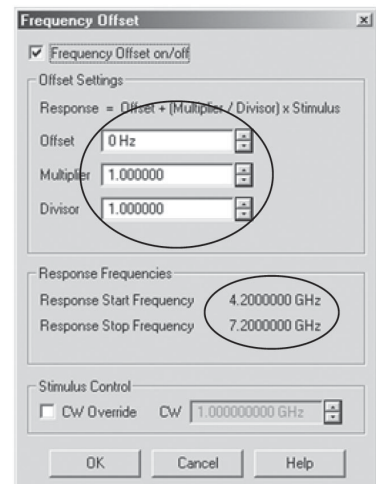 Frequency Offset
Frequency Offset on/off
Offset Settings
Response = Offset + (Multiplier / Divisor) x Stimulus
Offset 0 Hz
Multiplier 1.000000
Divisor 1.000000
Response Frequencies
Response Start Frequency 4.2000000 GHz
Response Stop Frequency 7.2000000 GHz
Stimulus Control
CW Override CW 1.000000000 GHz
OK Cancel Help